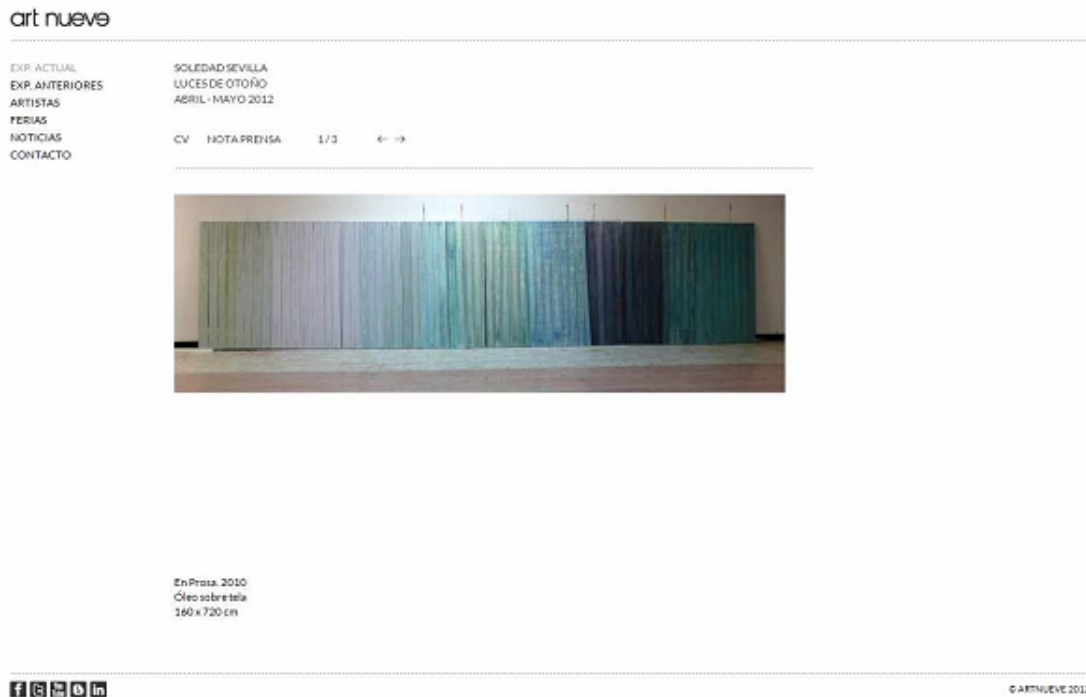 art nueve
EXP. ACTUAL
EXP. ANTERIORES
ARTISTAS
FERIAS
NOTICIAS
CONTACTO
SOLEDAD SEVILLA
LUCES DE OTOÑO
ABRIL - MAYO 2012
CV NOTA PRENSA 1 / 3 ← →
En Prosa. 2010
Óleo sobre tela
160 x 720 cm
© ARTNUEVE 2012